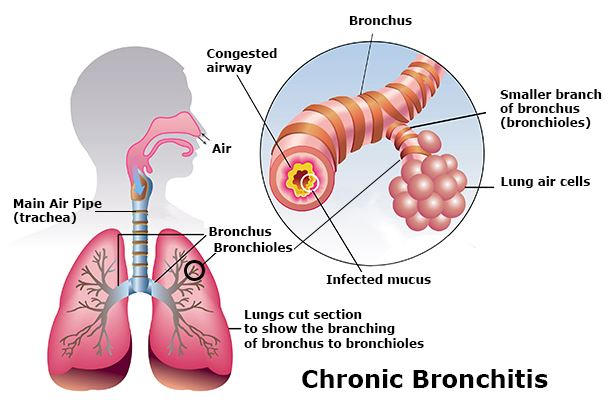 Bronchus
Congested
airway
Smaller branch
of bronchus
(bronchioles)
Air
Lung air cells
Main Air Pipe
(trachea)
Bronchus
Bronchioles
Infected mucus
Lungs cut section
to show the branching
of bronchus to bronchioles
Chronic Bronchitis